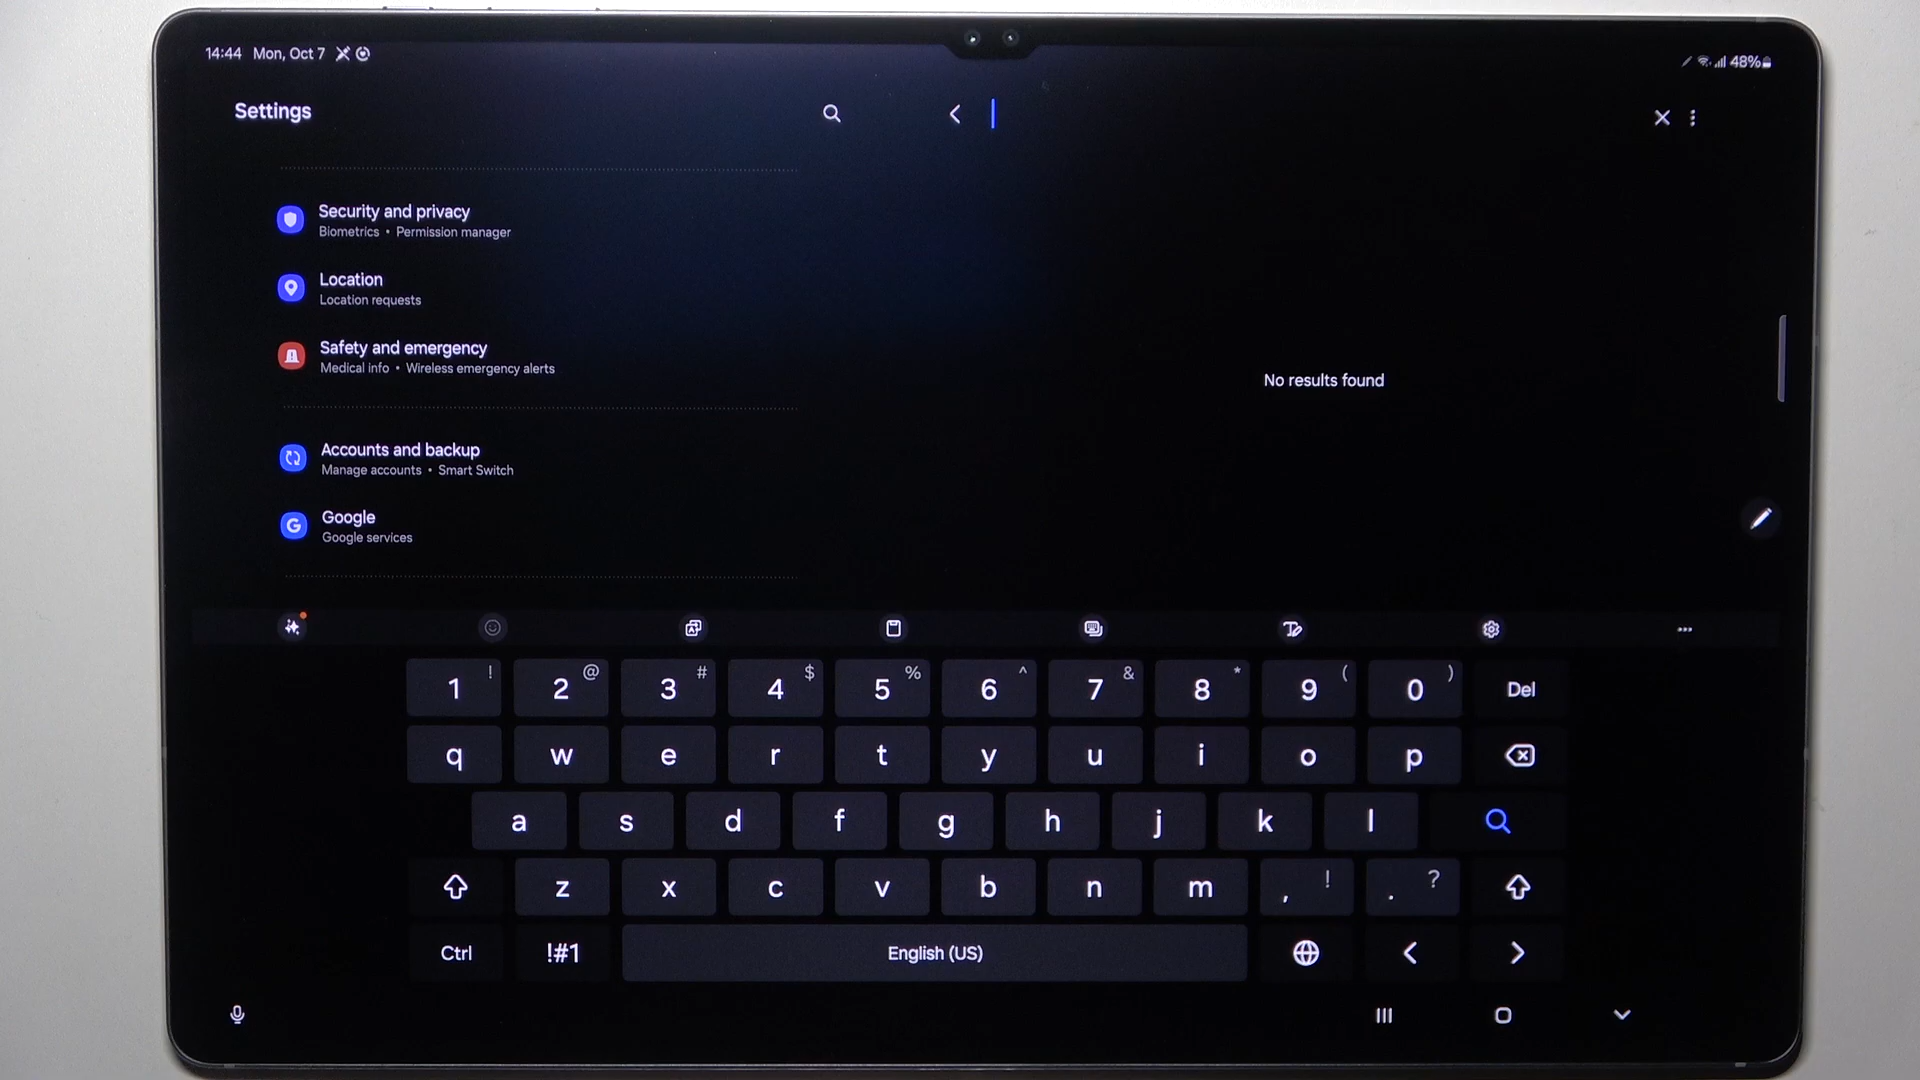 14:44 Mon, Oct 7
48%
Settings
Security and privacy
Biometrics • Permission manager
Location
Location requests
Safety and emergency
Medical info • Wireless emergency alerts
No results found
Accounts and backup
Manage accounts • Smart Switch
G Google
Google services
1 ! 2 @ 3 # 4 $ 5 % 6 ^ 7 & 8 * 9 ( 0 ) Del
q w e r t y u i o p
a s d f g h j k l
z x c v b n m , ! . ?
Ctrl !#1 English (US)